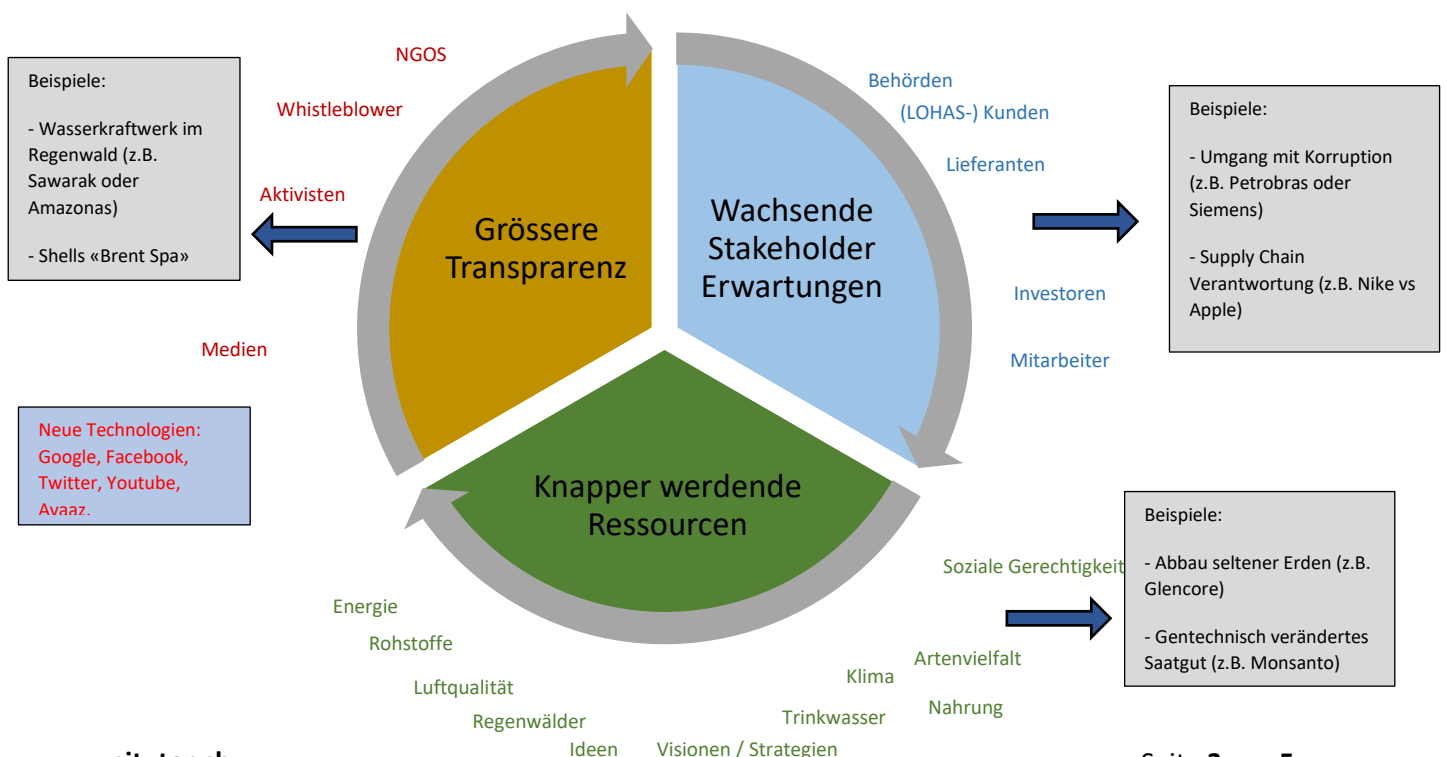 NGOS
Whistleblower
Aktivisten
Medien
Beispiele:
- Wasserkraftwerk im
Regenwald (z.B.
Sawarak oder
Amazonas)
- Shells «Brent Spa»
Neue Technologien:
Google, Facebook,
Twitter, Youtube,
Avaaz.
Grössere
Transprarenz
Wachsende
Stakeholder
Erwartungen
Behörden
(LOHAS-) Kunden
Lieferanten
Investoren
Mitarbeiter
Beispiele:
- Umgang mit Korruption
(z.B. Petrobras oder
Siemens)
- Supply Chain
Verantwortung (z.B. Nike vs
Apple)
Knapper werdende
Ressourcen
Energie
Rohstoffe
Luftqualität
Regenwälder
Ideen
Visionen / Strategien
Trinkwasser
Klima
Nahrung
Artenvielfalt
Soziale Gerechtigkeit
Beispiele:
- Abbau seltener Erden (z.B.
Glencore)
- Gentechnisch verändertes
Saatgut (z.B. Monsanto)